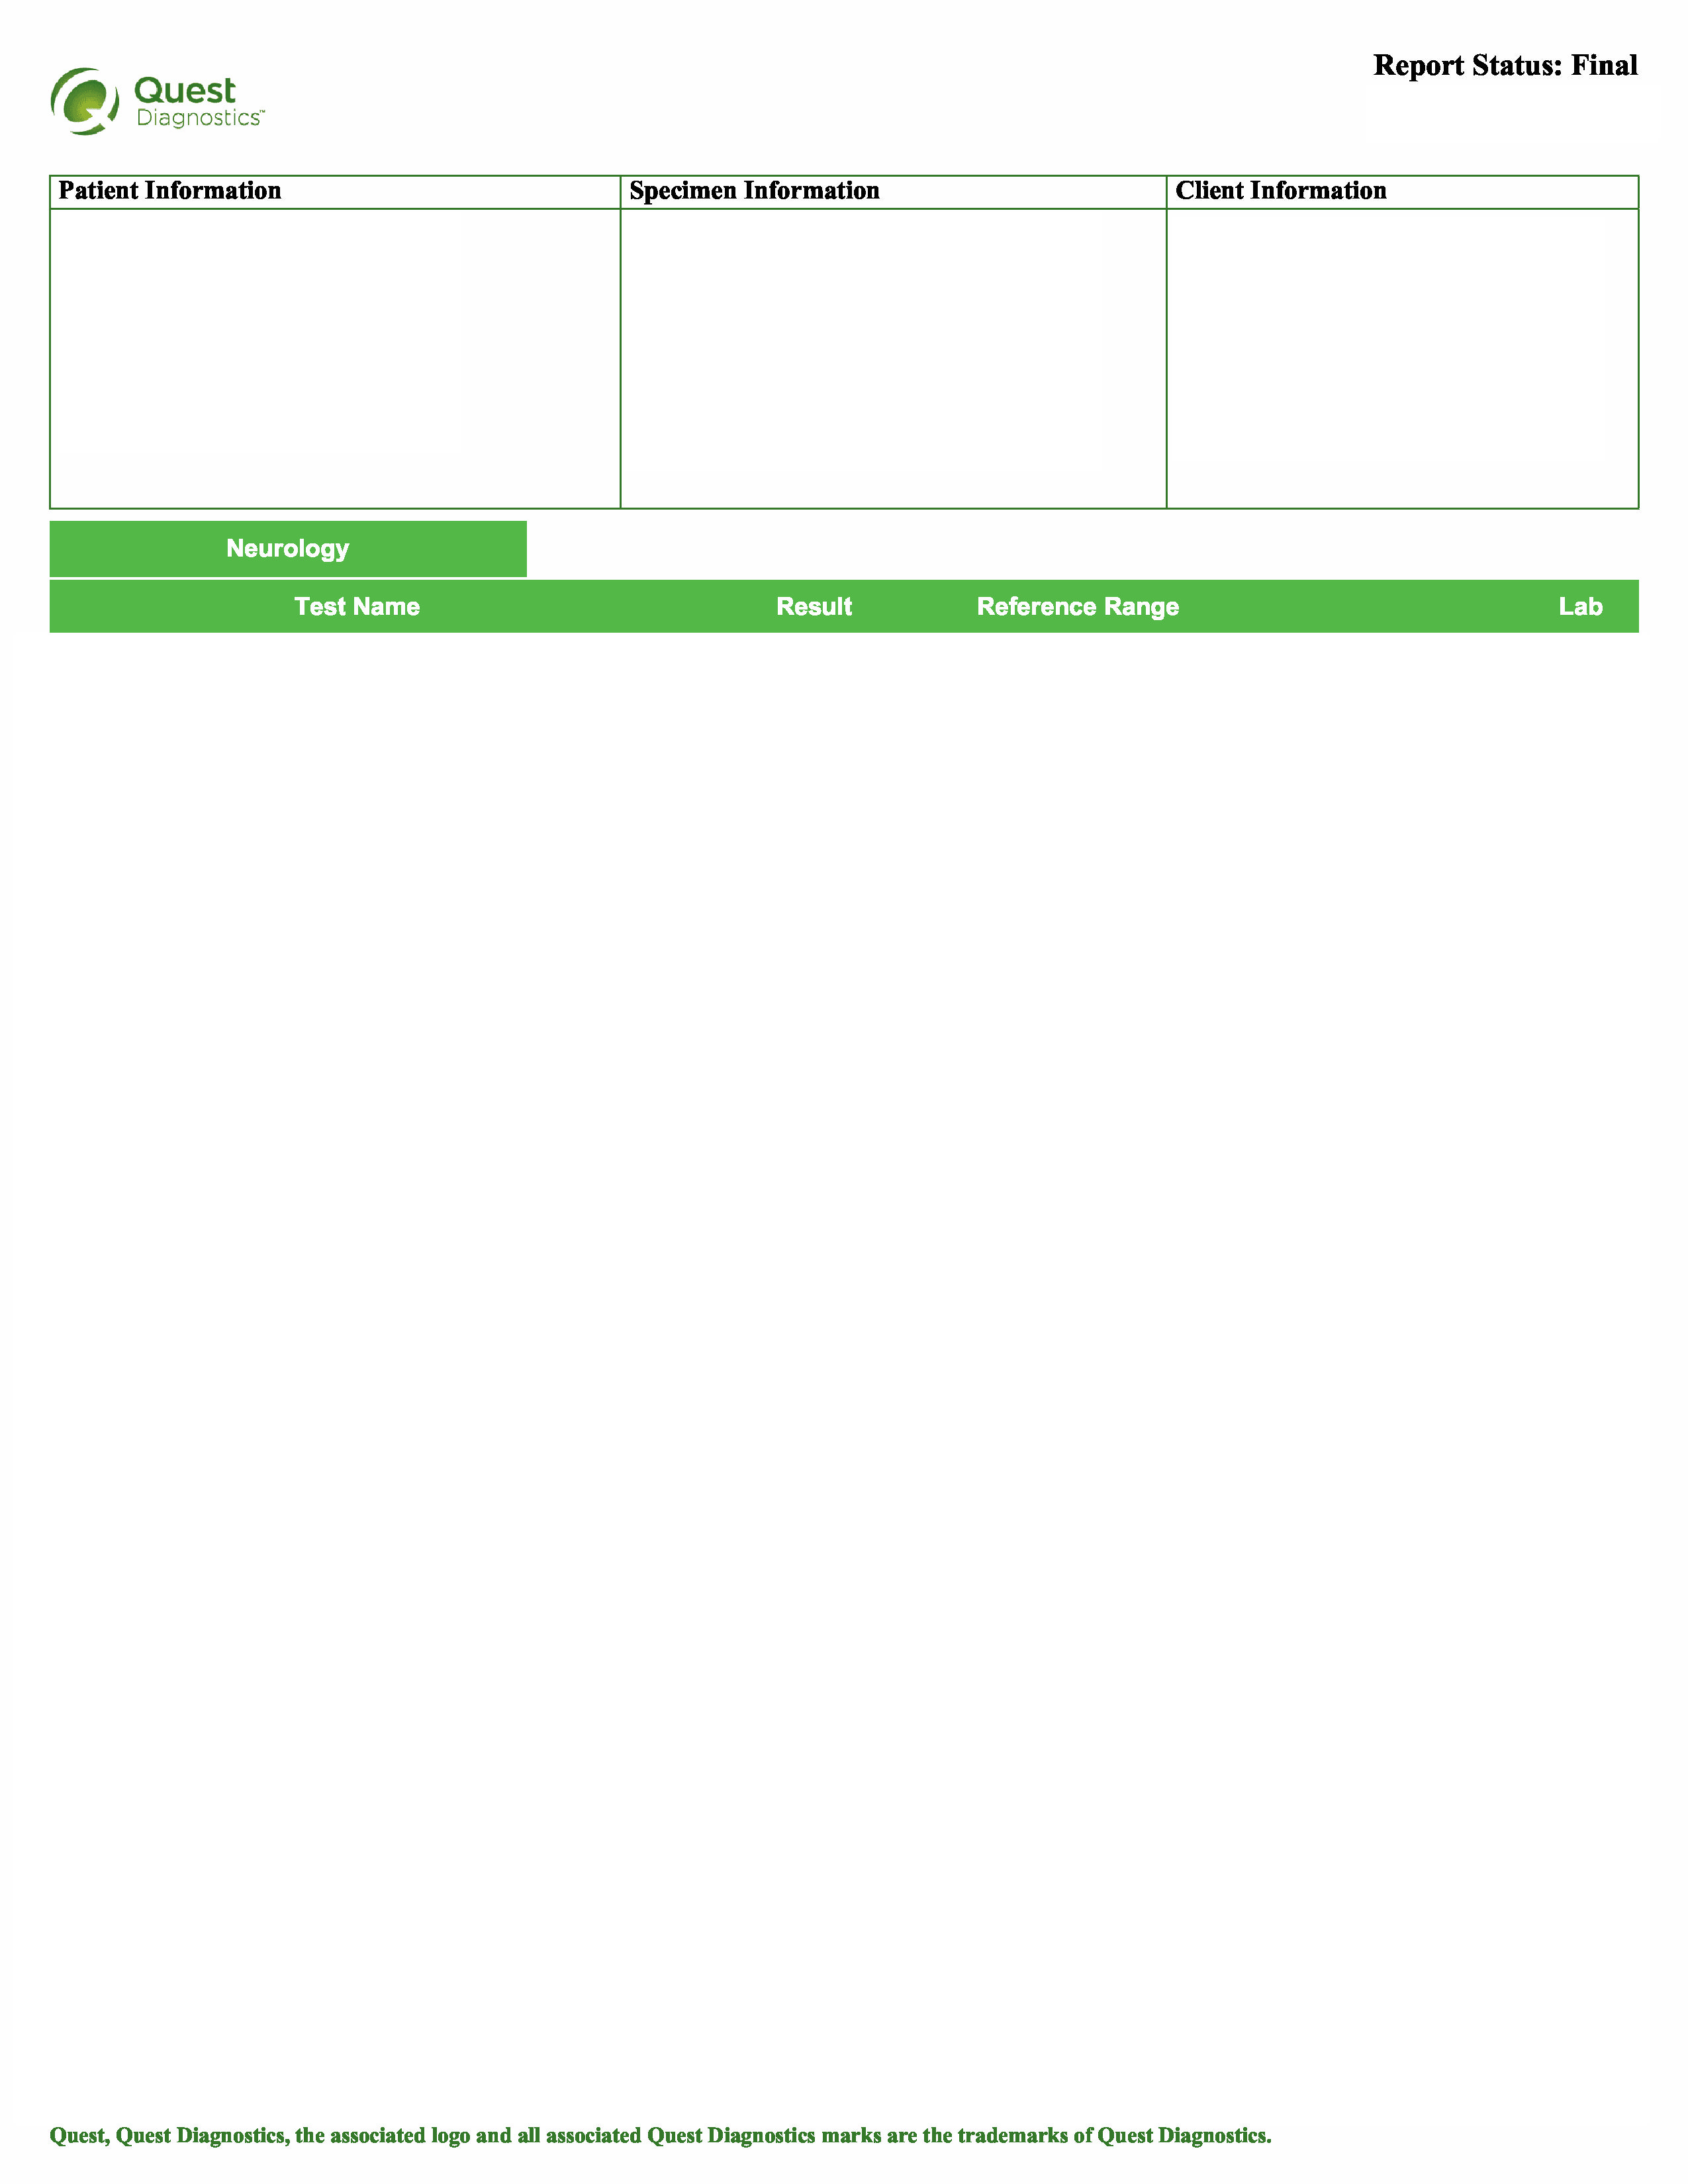 Report Status: Final
Quest
Diagnostics™
Patient Information
Specimen Information
Client Information
Neurology
Test Name Result Reference Range Lab
Quest, Quest Diagnostics, the associated logo and all associated Quest Diagnostics marks are the trademarks of Quest Diagnostics.